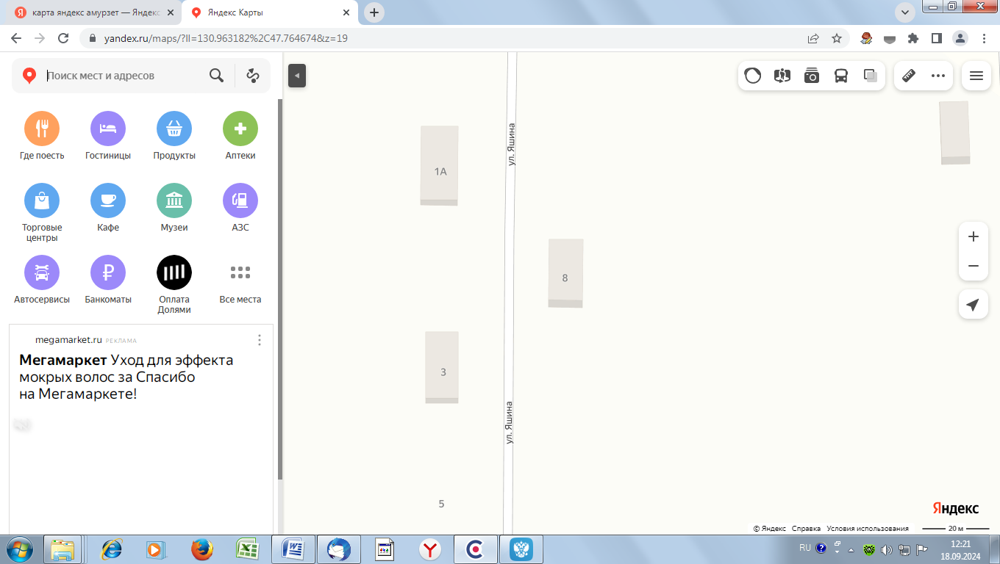 карта яндекс амурзет — Яндекс
Яндекс Карты
yandex.ru/maps/?ll=130.963182%2C47.764674&z=19
Поиск мест и адресов
Где поесть
Гостиницы
Продукты
Аптеки
Торговые
центры
Кафе
Музеи
АЗС
Автосервисы
Банкоматы
Оплата
Долями
Все места
megamarket.ru РЕКЛАМА
Мегамаркет Уход для эффекта
мокрых волос за Спасибо
на Мегамаркете!
ул. Яшина
1А
8
3
ул. Яшина
5
Яндекс
© Яндекс Справка Условия использования
20 м
RU
12:21
18.09.2024